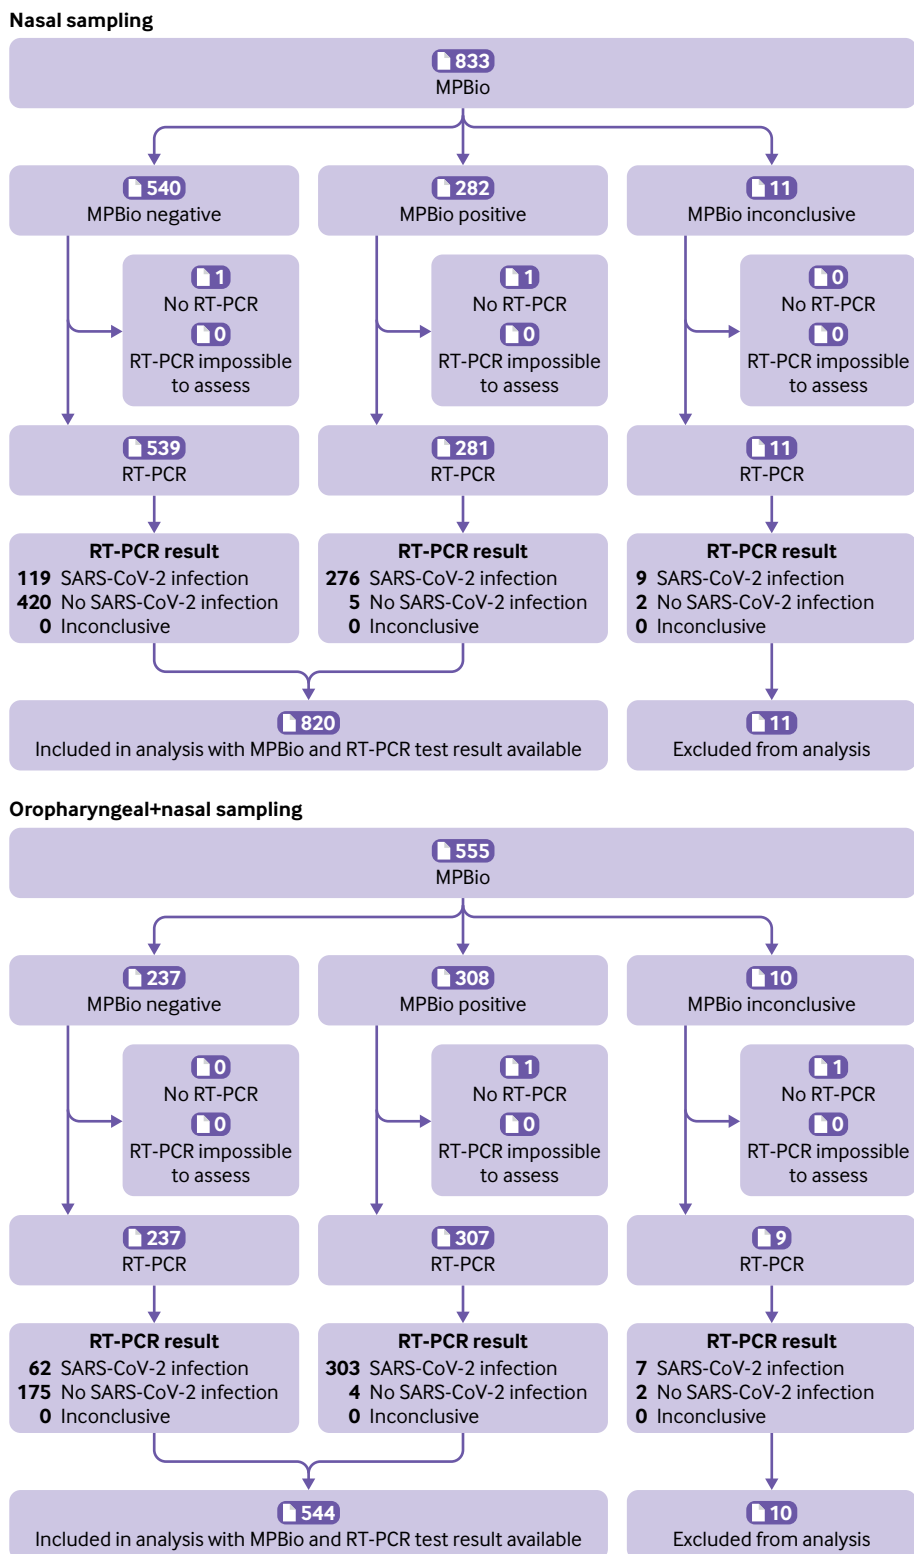 Nasal sampling
833
MPBio
540
MPBio negative
282
MPBio positive
11
MPBio inconclusive
1
No RT-PCR
0
RT-PCR impossible
to assess
1
No RT-PCR
0
RT-PCR impossible
to assess
0
No RT-PCR
0
RT-PCR impossible
to assess
539
RT-PCR
281
RT-PCR
11
RT-PCR
RT-PCR result
119 SARS-CoV-2 infection
420 No SARS-CoV-2 infection
0 Inconclusive
RT-PCR result
276 SARS-CoV-2 infection
5 No SARS-CoV-2 infection
0 Inconclusive
RT-PCR result
9 SARS-CoV-2 infection
2 No SARS-CoV-2 infection
0 Inconclusive
820
Included in analysis with MPBio and RT-PCR test result available
11
Excluded from analysis
Oropharyngeal+nasal sampling
555
MPBio
237
MPBio negative
308
MPBio positive
10
MPBio inconclusive
0
No RT-PCR
0
RT-PCR impossible
to assess
1
No RT-PCR
0
RT-PCR impossible
to assess
1
No RT-PCR
0
RT-PCR impossible
to assess
237
RT-PCR
307
RT-PCR
9
RT-PCR
RT-PCR result
62 SARS-CoV-2 infection
175 No SARS-CoV-2 infection
0 Inconclusive
RT-PCR result
303 SARS-CoV-2 infection
4 No SARS-CoV-2 infection
0 Inconclusive
RT-PCR result
7 SARS-CoV-2 infection
2 No SARS-CoV-2 infection
0 Inconclusive
544
Included in analysis with MPBio and RT-PCR test result available
10
Excluded from analysis